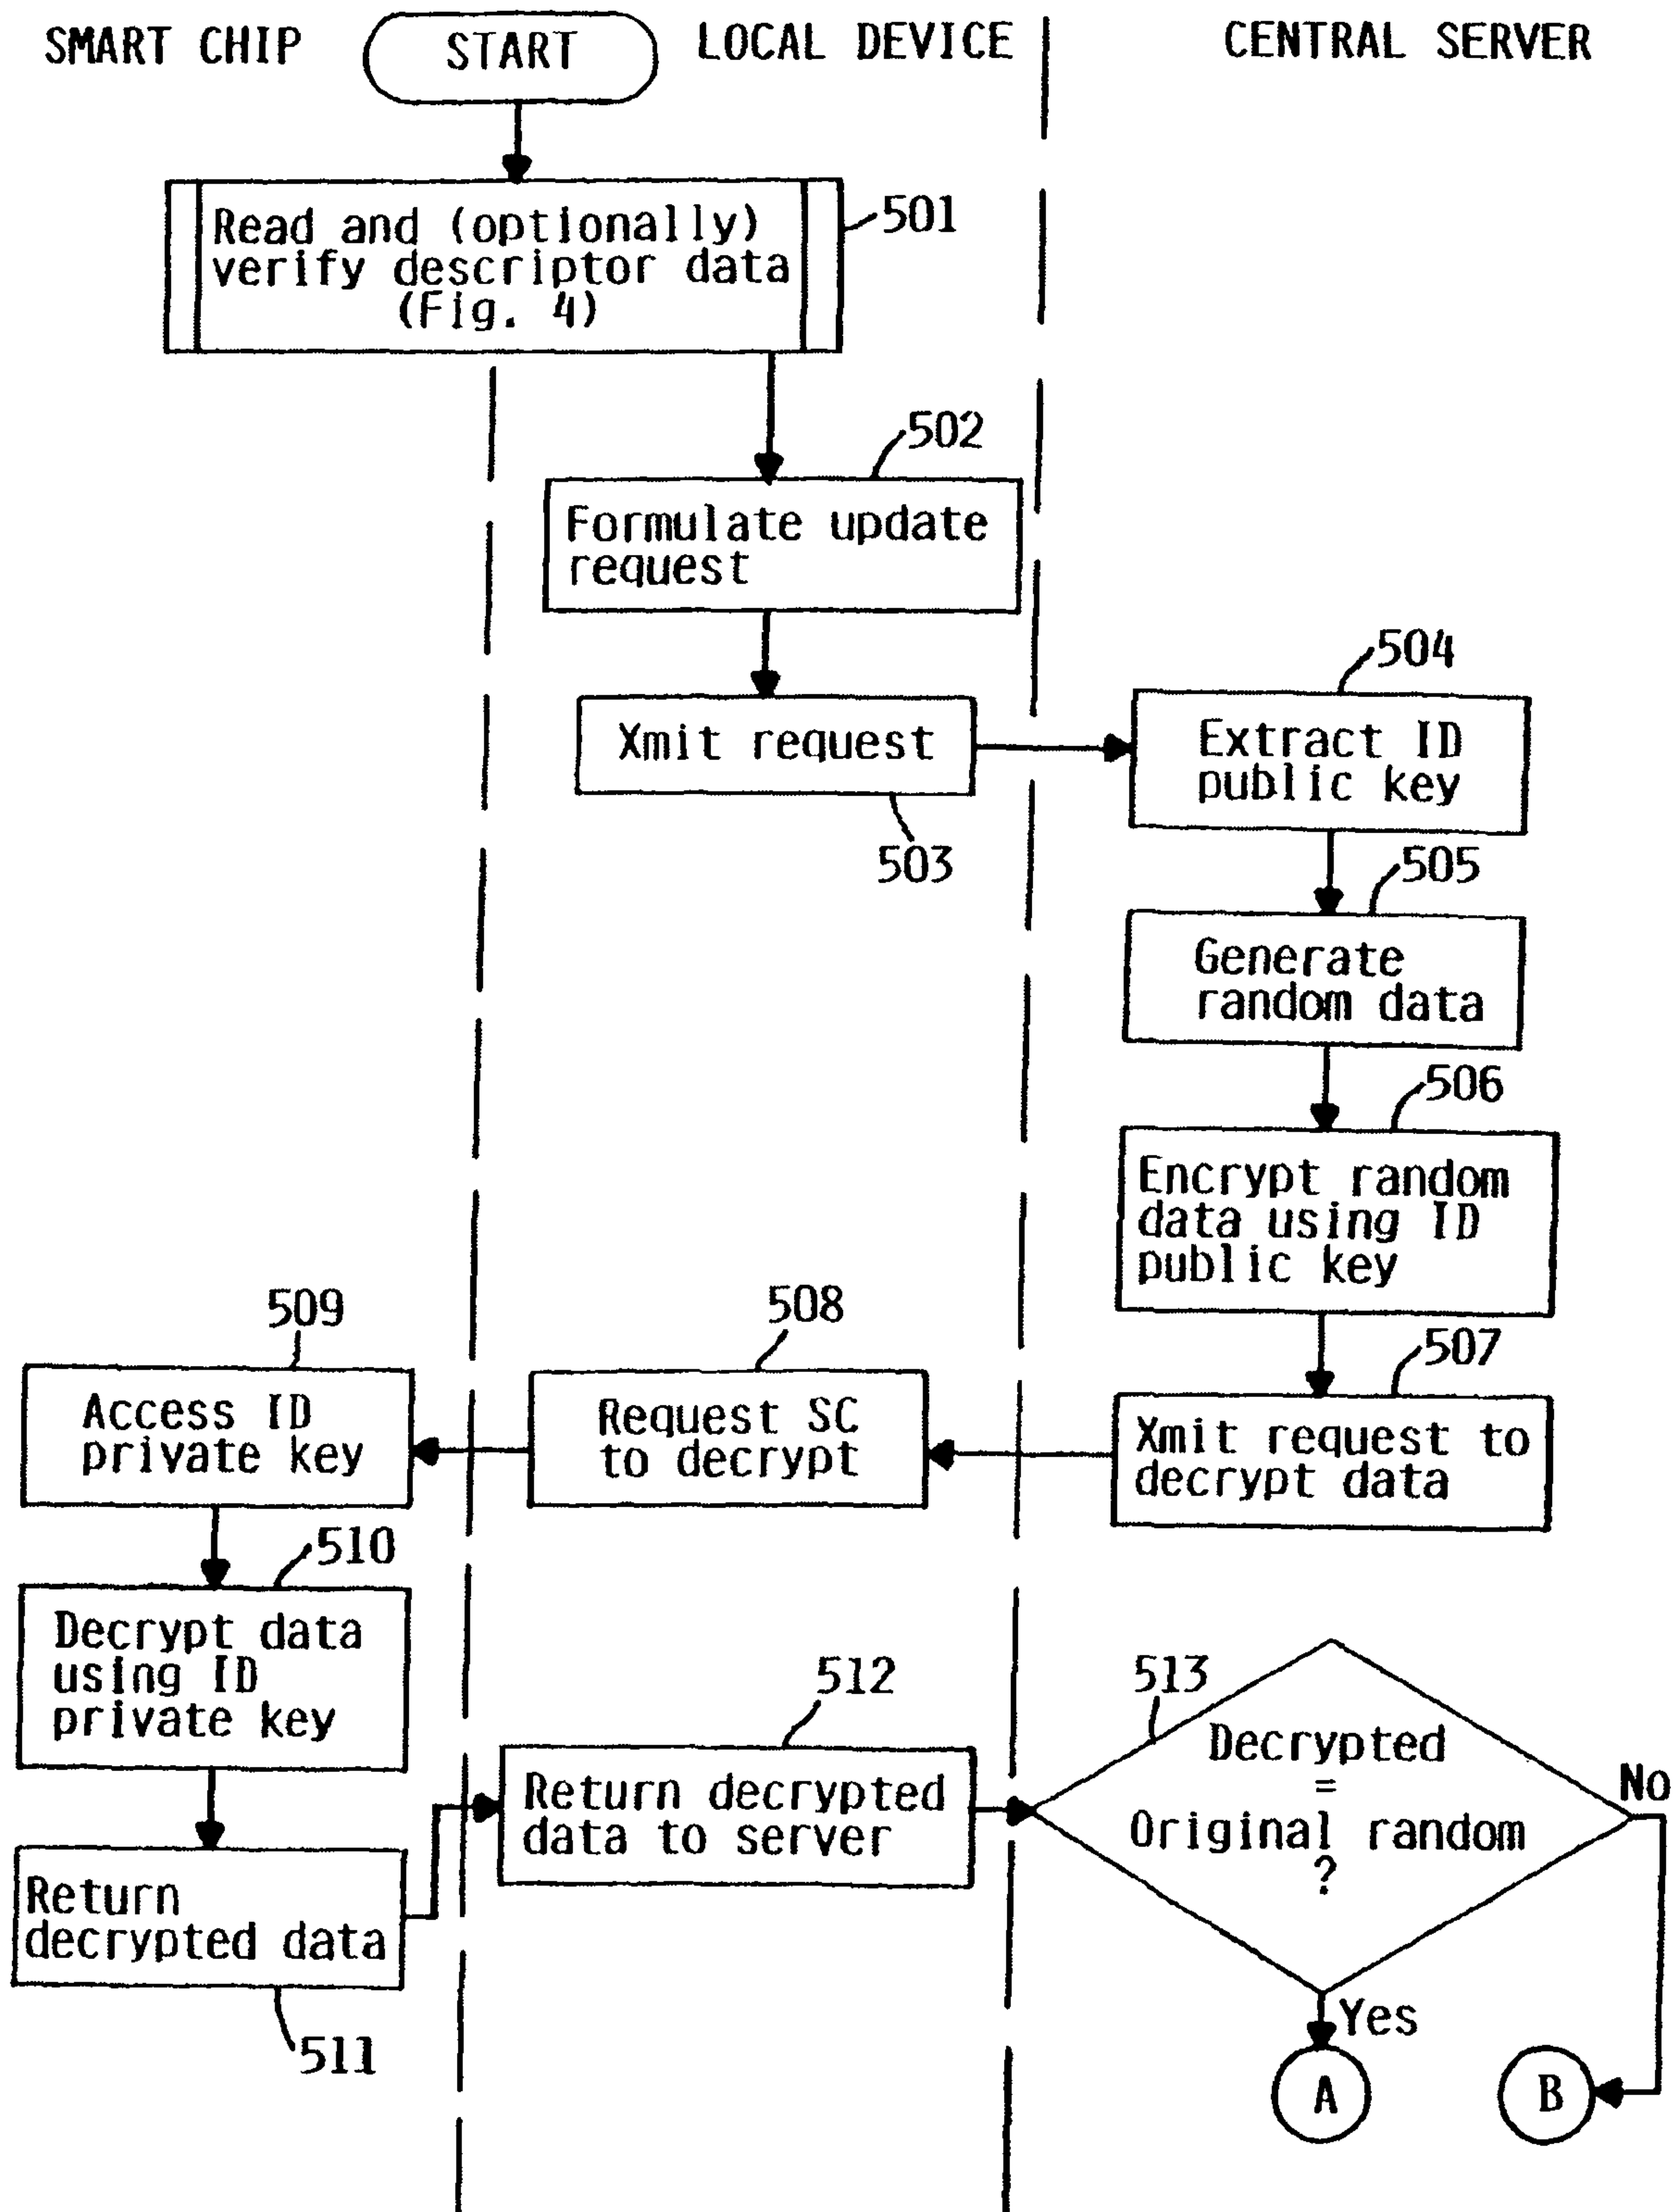 SMART CHIP
START
LOCAL DEVICE
CENTRAL SERVER
Read and (optionally)
verify descriptor data
(Fig. 4)
501
502
Formulate update
request
Xmit request
503
504
Extract ID
public key
505
Generate
random data
506
Encrypt random
data using ID
public key
507
Xmit request to
decrypt data
508
Request SC
to decrypt
509
Access ID
private key
510
Decrypt data
using ID
private key
Return
decrypted data
511
512
Return decrypted
data to server
513
Decrypted
=
Original random
?
No
Yes
A
B